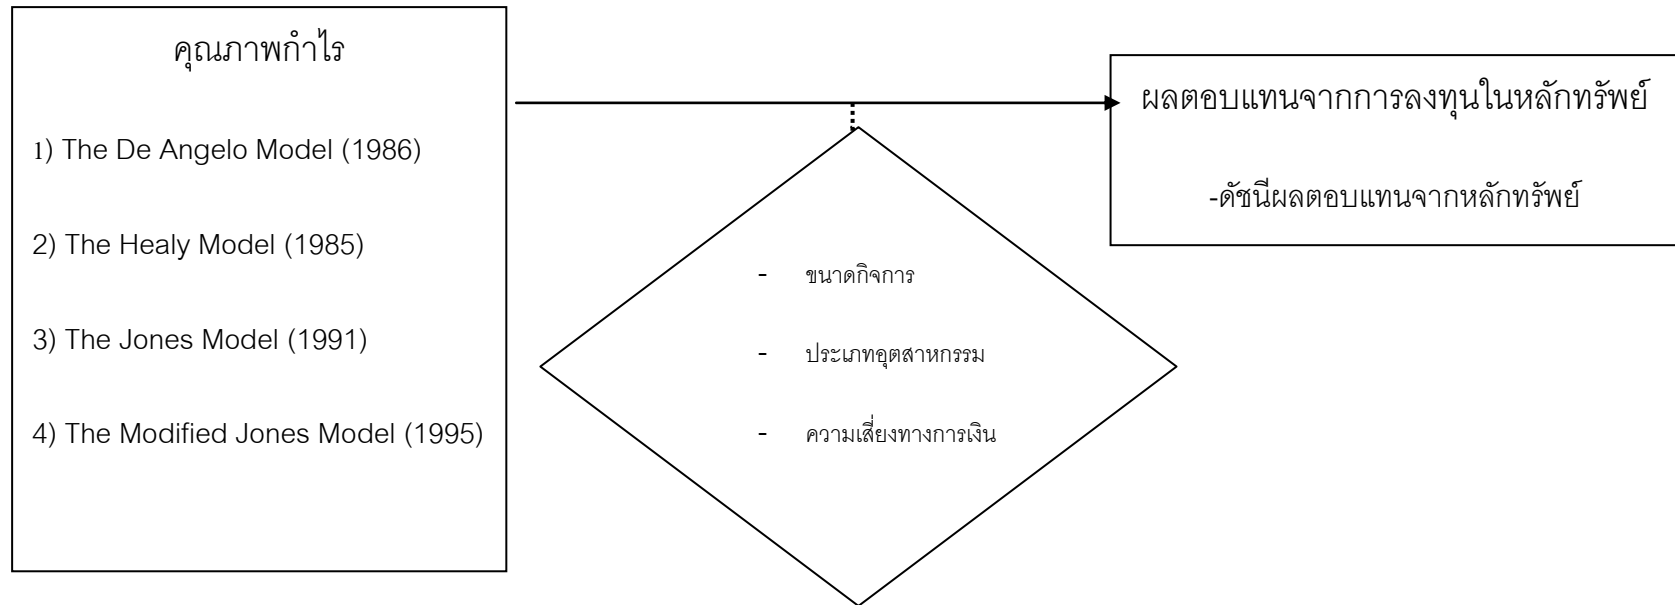 คุณภาพกำไร
1) The De Angelo Model (1986)
2) The Healy Model (1985)
3) The Jones Model (1991)
4) The Modified Jones Model (1995)
- ขนาดกิจการ
- ประเภทอุตสาหกรรม
- ความเสี่ยงทางการเงิน
ผลตอบแทนจากการลงทุนในหลักทรัพย์
-ดัชนีผลตอบแทนจากหลักทรัพย์